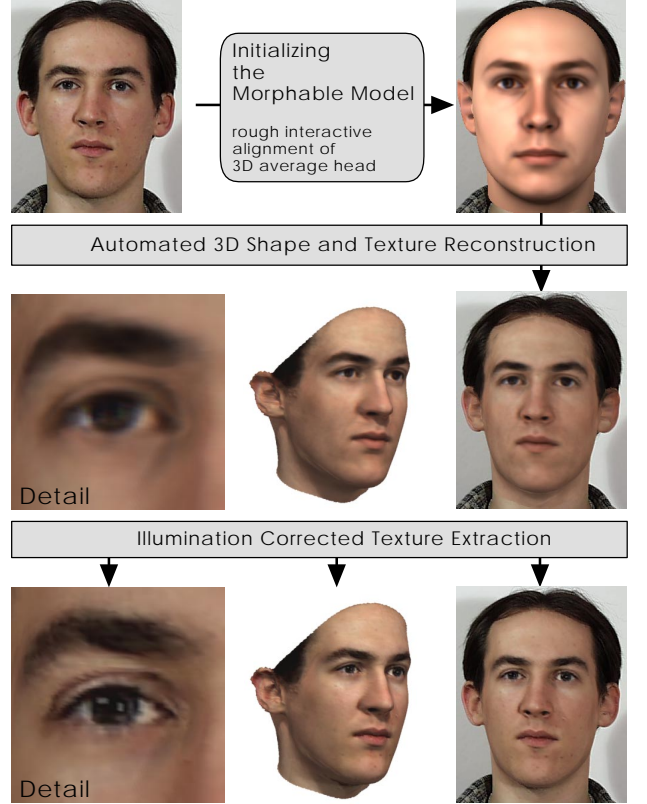 Initializing
the
Morphable Model
rough interactive
alignment of
3D average head
Automated 3D Shape and Texture Reconstruction
Detail
Illumination Corrected Texture Extraction
Detail